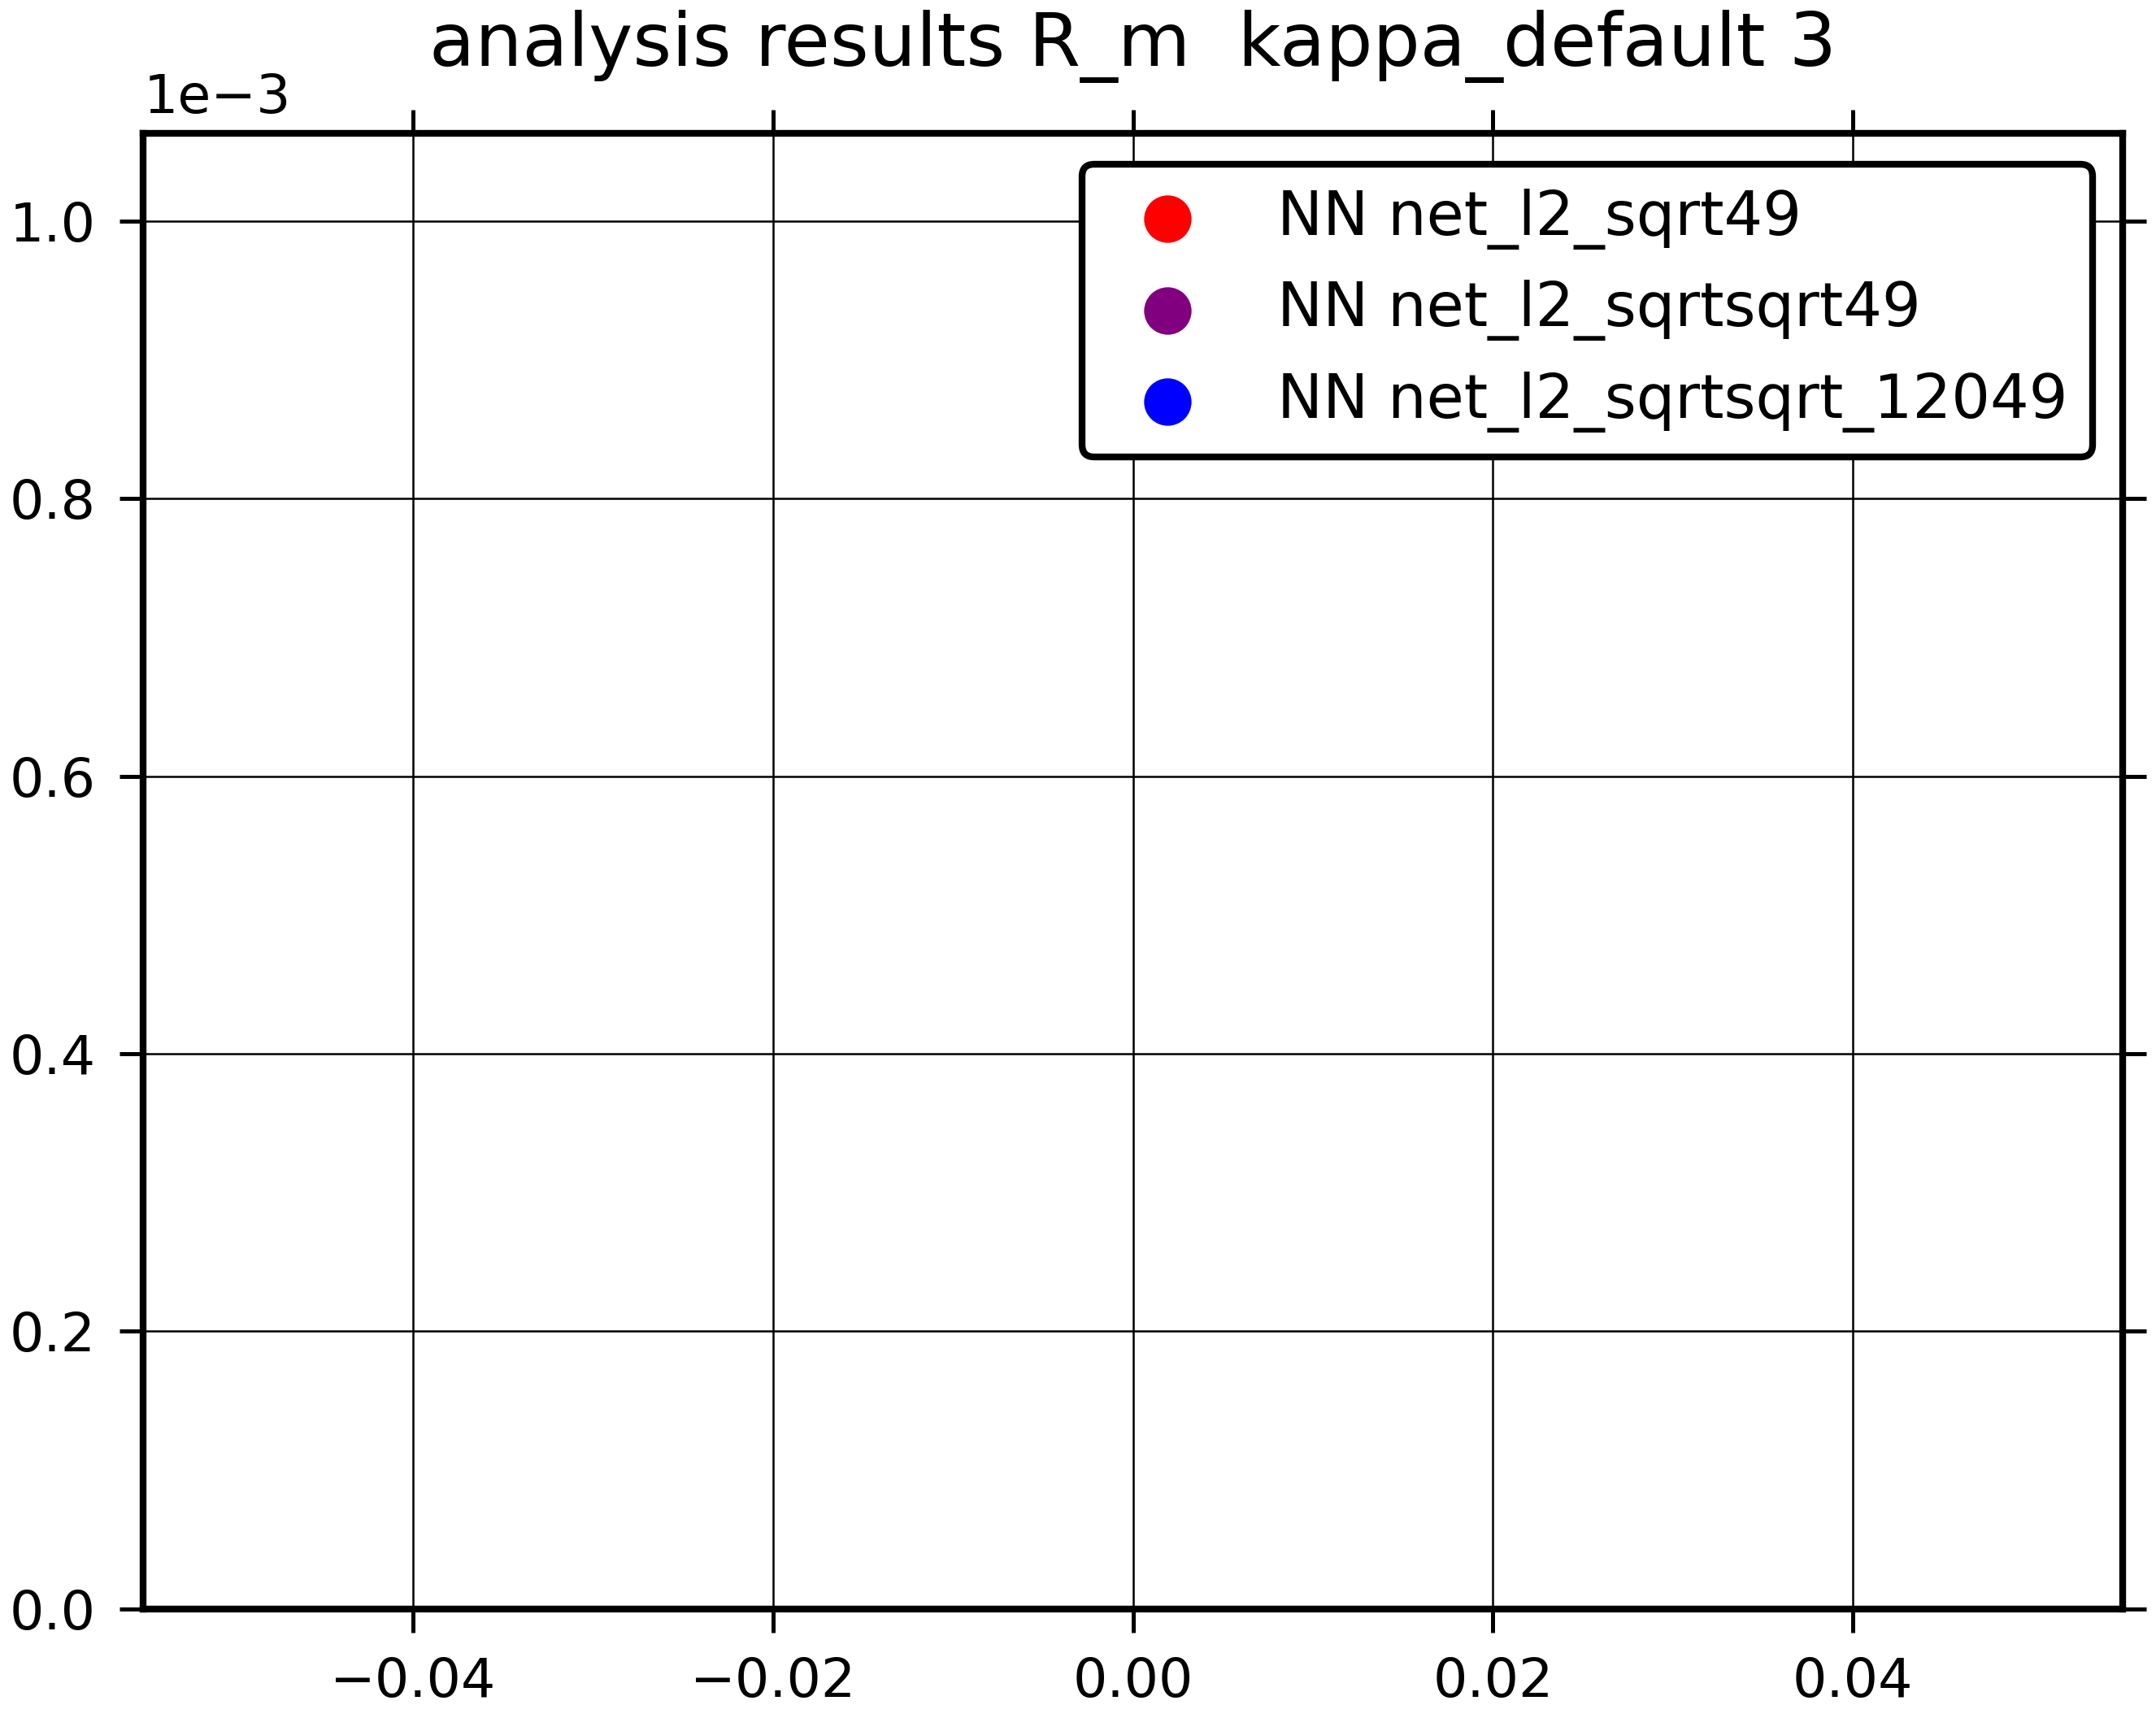 analysis results R_m  kappa_default 3
1e−3
NN net_l2_sqrt49
NN net_l2_sqrtsqrt49
NN net_l2_sqrtsqrt_12049
1.0
0.8
0.6
0.4
0.2
0.0
−0.04
−0.02
0.00
0.02
0.04